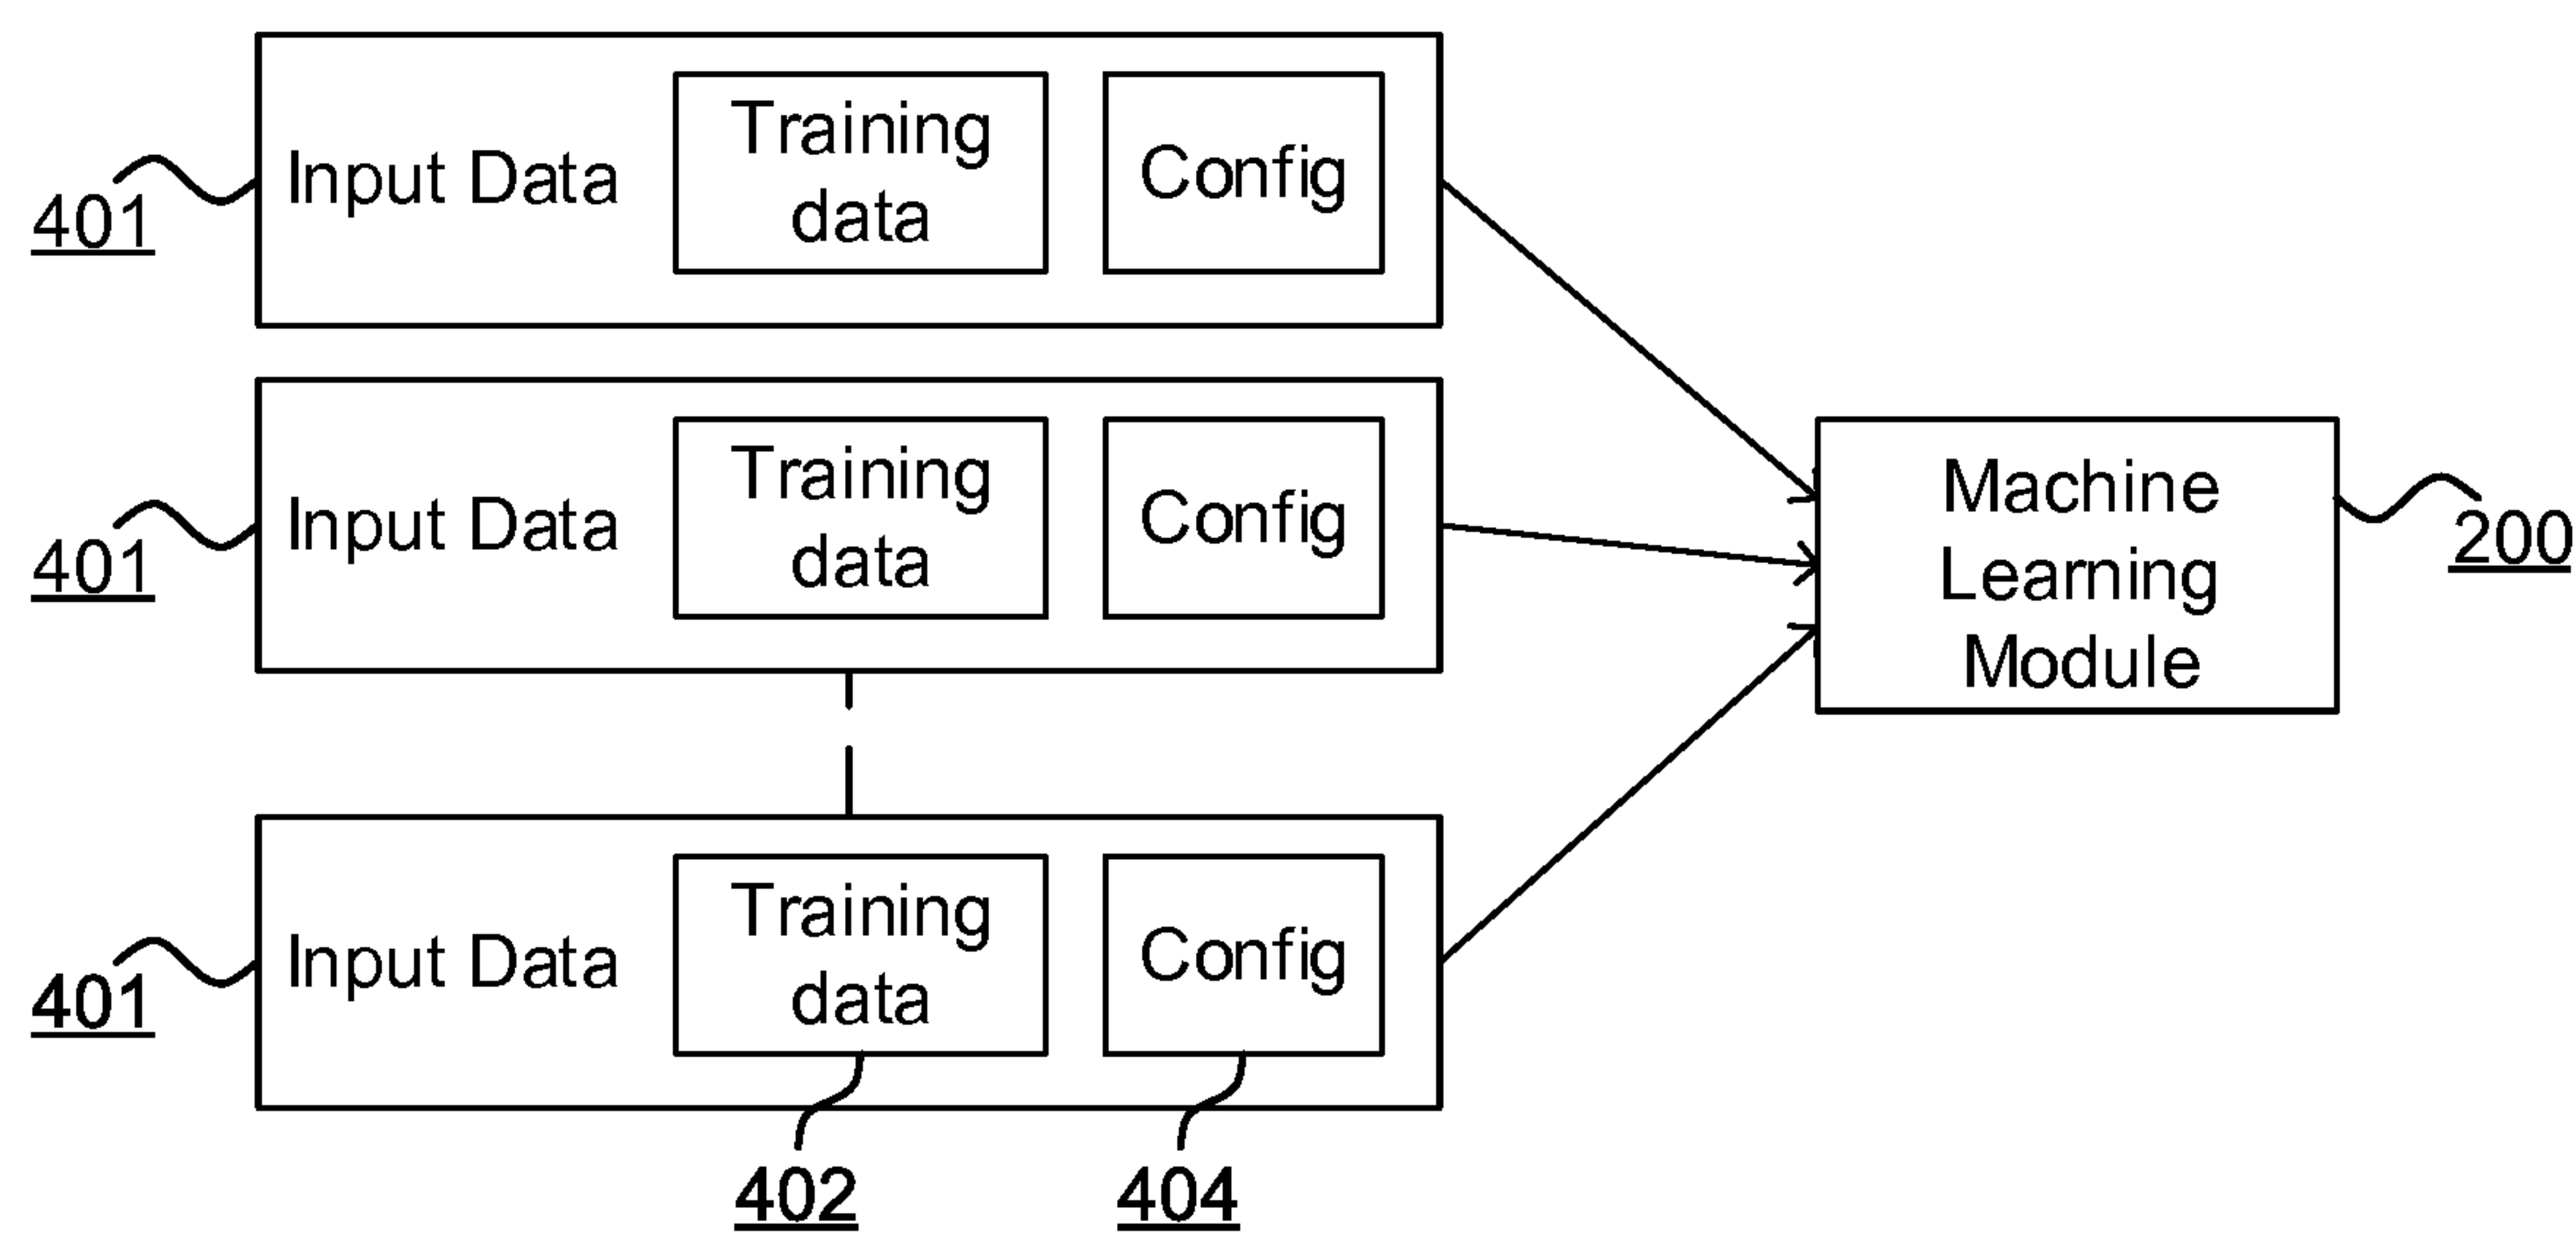 Input Data
Training
data
Config
401
Input Data
Training
data
Config
401
Machine
Learning
Module
200
Input Data
Training
data
Config
401
402
404